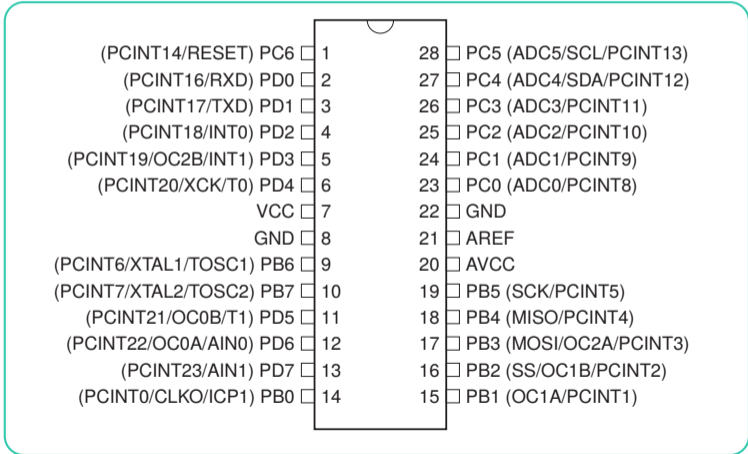 (PCINT14/RESET) PC6 1
(PCINT16/RXD) PD0 2
(PCINT17/TXD) PD1 3
(PCINT18/INT0) PD2 4
(PCINT19/OC2B/INT1) PD3 5
(PCINT20/XCK/T0) PD4 6
VCC 7
GND 8
(PCINT6/XTAL1/TOSC1) PB6 9
(PCINT7/XTAL2/TOSC2) PB7 10
(PCINT21/OC0B/T1) PD5 11
(PCINT22/OC0A/AIN0) PD6 12
(PCINT23/AIN1) PD7 13
(PCINT0/CLKO/ICP1) PB0 14
28 PC5 (ADC5/SCL/PCINT13)
27 PC4 (ADC4/SDA/PCINT12)
26 PC3 (ADC3/PCINT11)
25 PC2 (ADC2/PCINT10)
24 PC1 (ADC1/PCINT9)
23 PC0 (ADC0/PCINT8)
22 GND
21 AREF
20 AVCC
19 PB5 (SCK/PCINT5)
18 PB4 (MISO/PCINT4)
17 PB3 (MOSI/OC2A/PCINT3)
16 PB2 (SS/OC1B/PCINT2)
15 PB1 (OC1A/PCINT1)